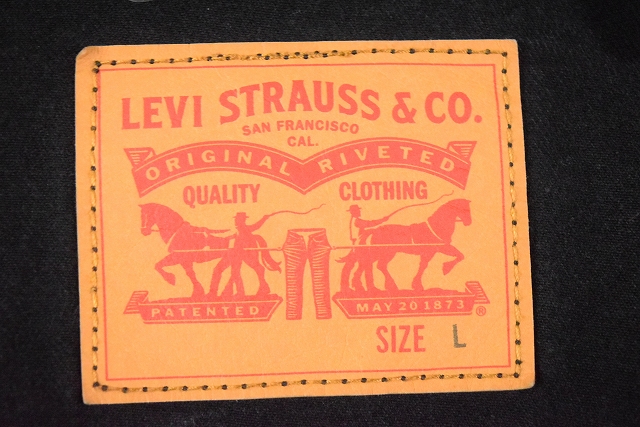 LEVI STRAUSS & CO.
SAN FRANCISCO
CAL.
ORIGINAL RIVETED
QUALITY CLOTHING
PATENTED MAY 20 1873 ®
SIZE L